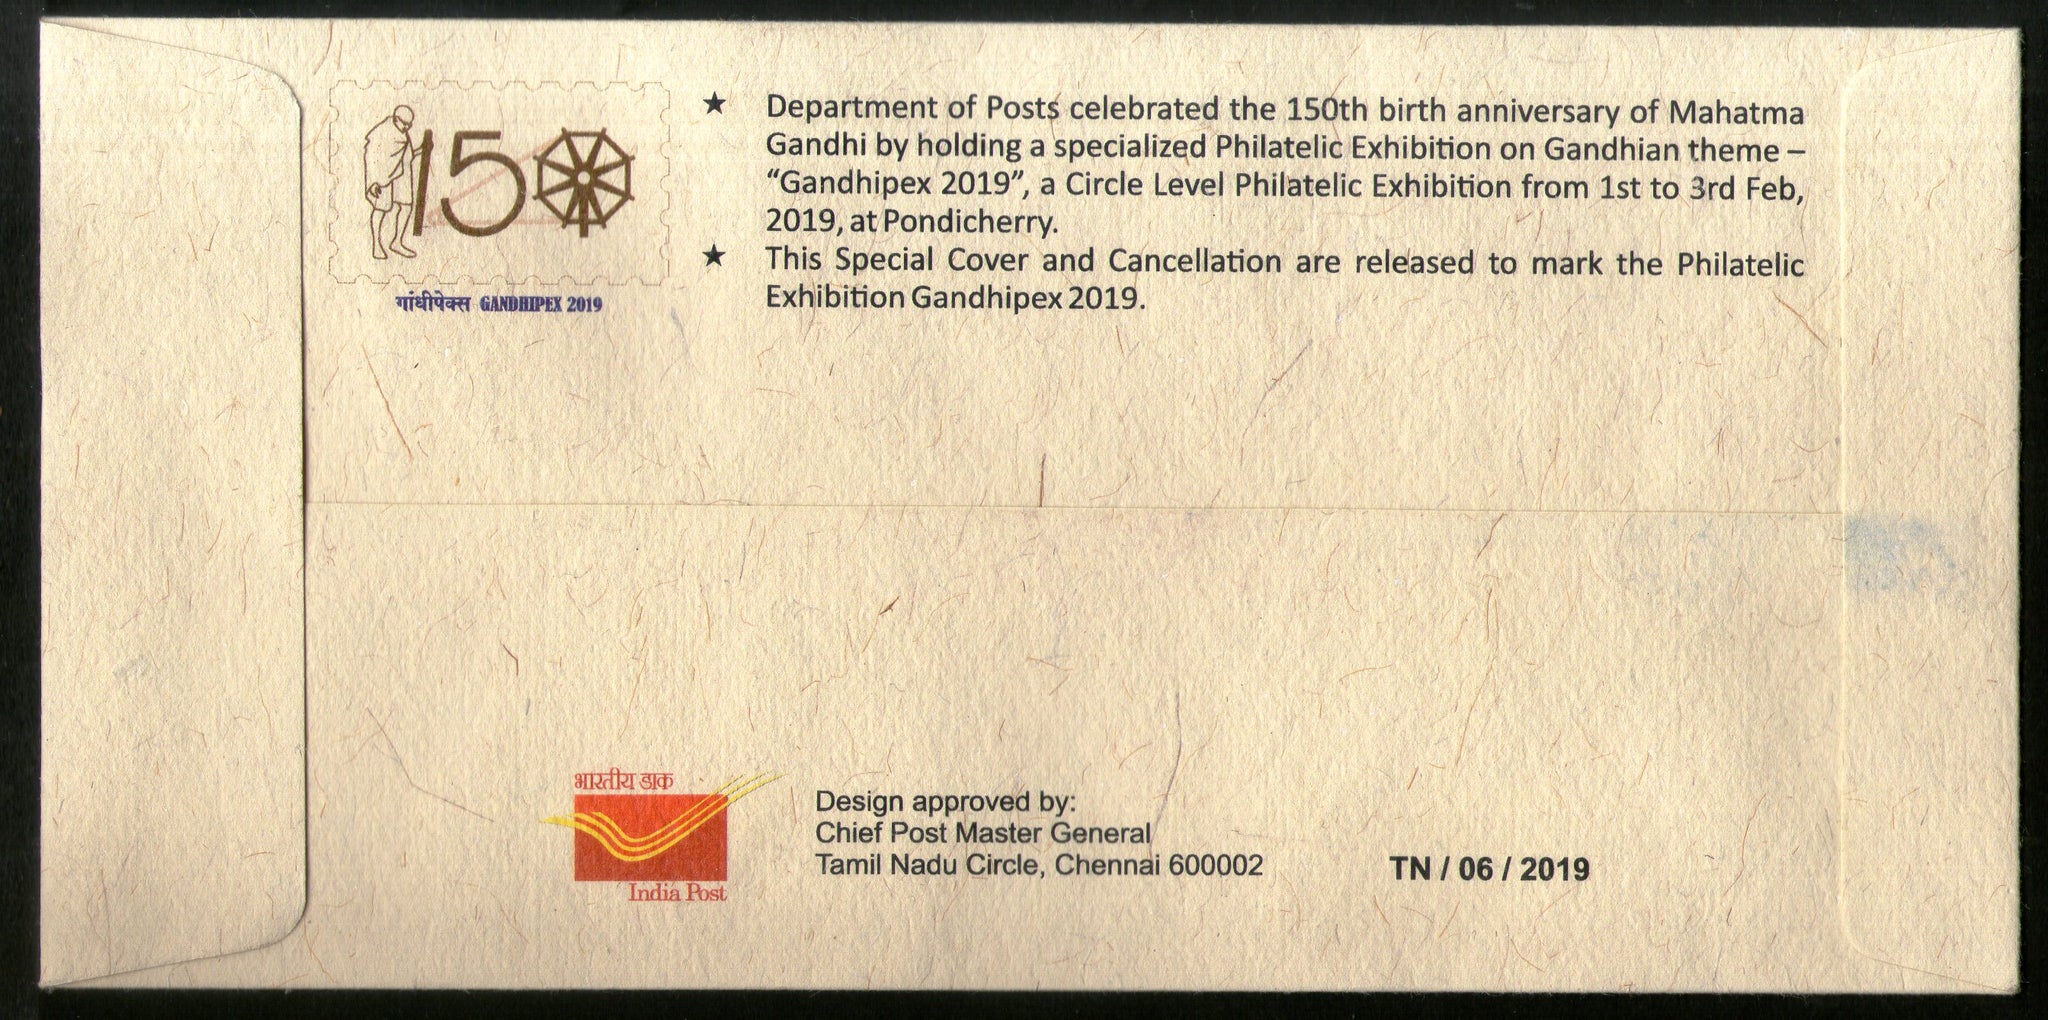 150
गांधीपेक्स GANDHIPEX 2019
★ Department of Posts celebrated the 150th birth anniversary of Mahatma
Gandhi by holding a specialized Philatelic Exhibition on Gandhian theme –
“Gandhipex 2019”, a Circle Level Philatelic Exhibition from 1st to 3rd Feb,
2019, at Pondicherry.
★ This Special Cover and Cancellation are released to mark the Philatelic
Exhibition Gandhipex 2019.
भारतीय डाक
India Post
Design approved by:
Chief Post Master General
Tamil Nadu Circle, Chennai 600002
TN / 06 / 2019